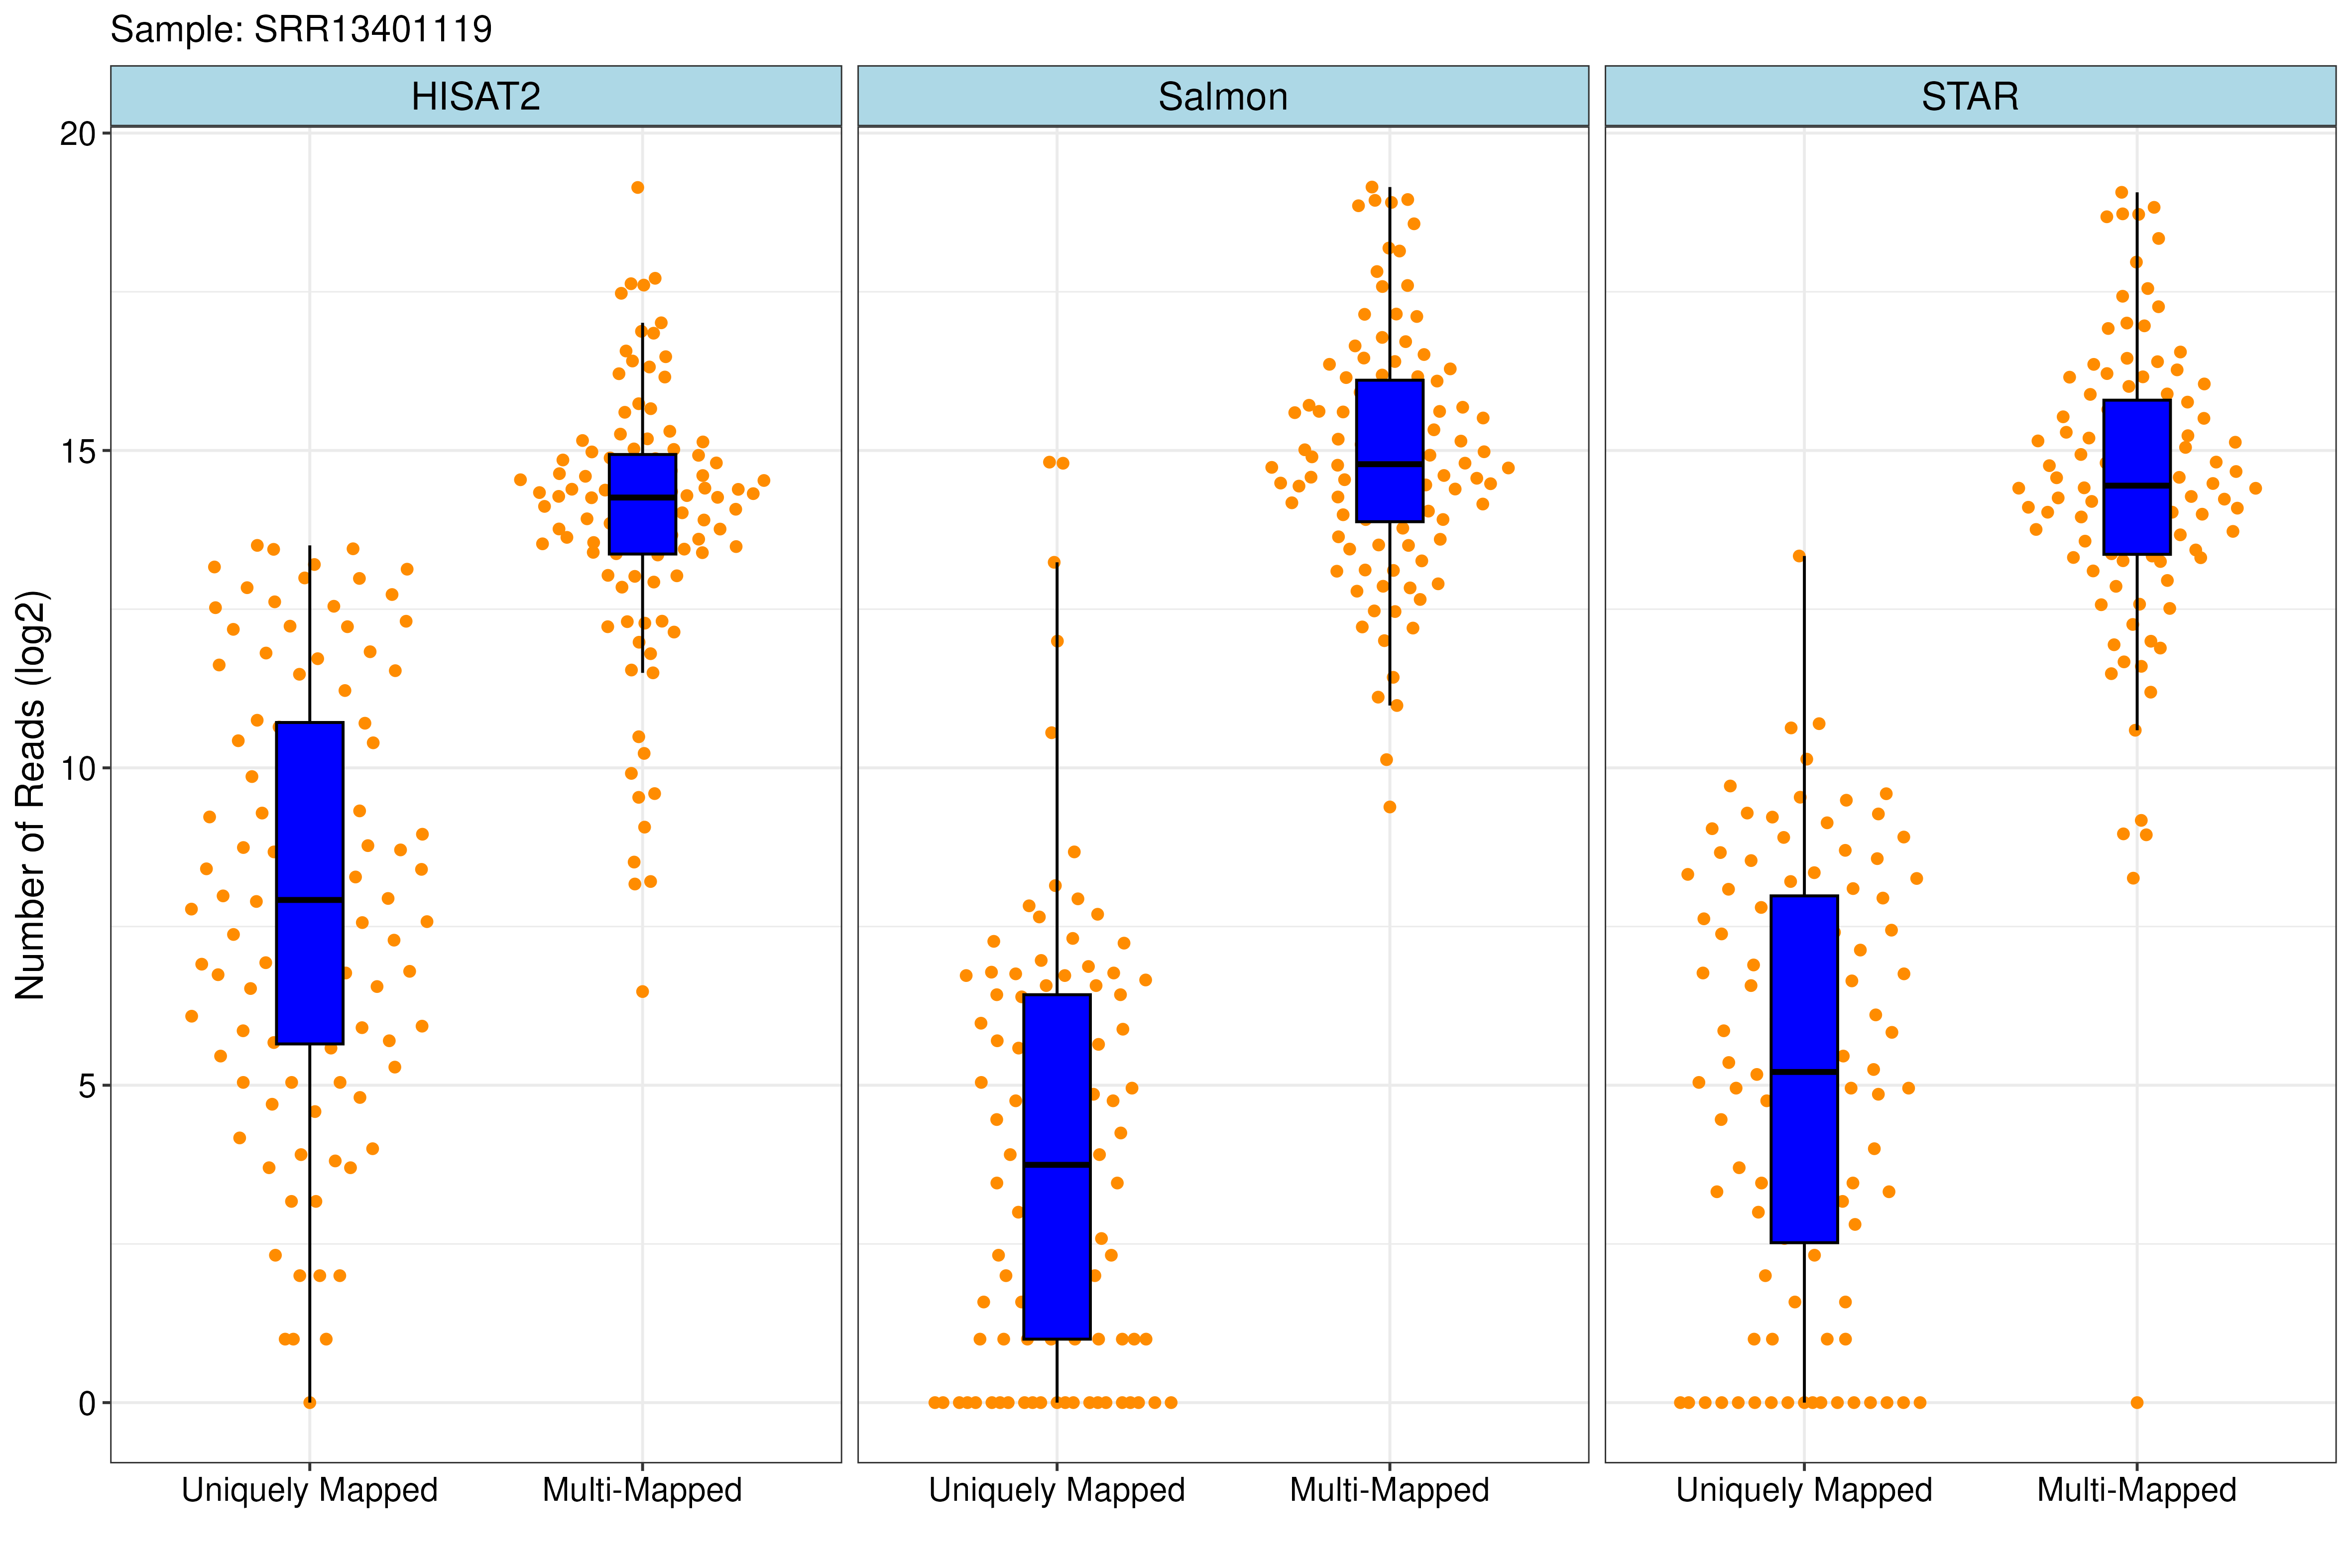 Sample: SRR13401119
HISAT2 Salmon STAR
20
15
10
5
0
Number of Reads (log2)
Uniquely Mapped Multi-Mapped Uniquely Mapped Multi-Mapped Uniquely Mapped Multi-Mapped